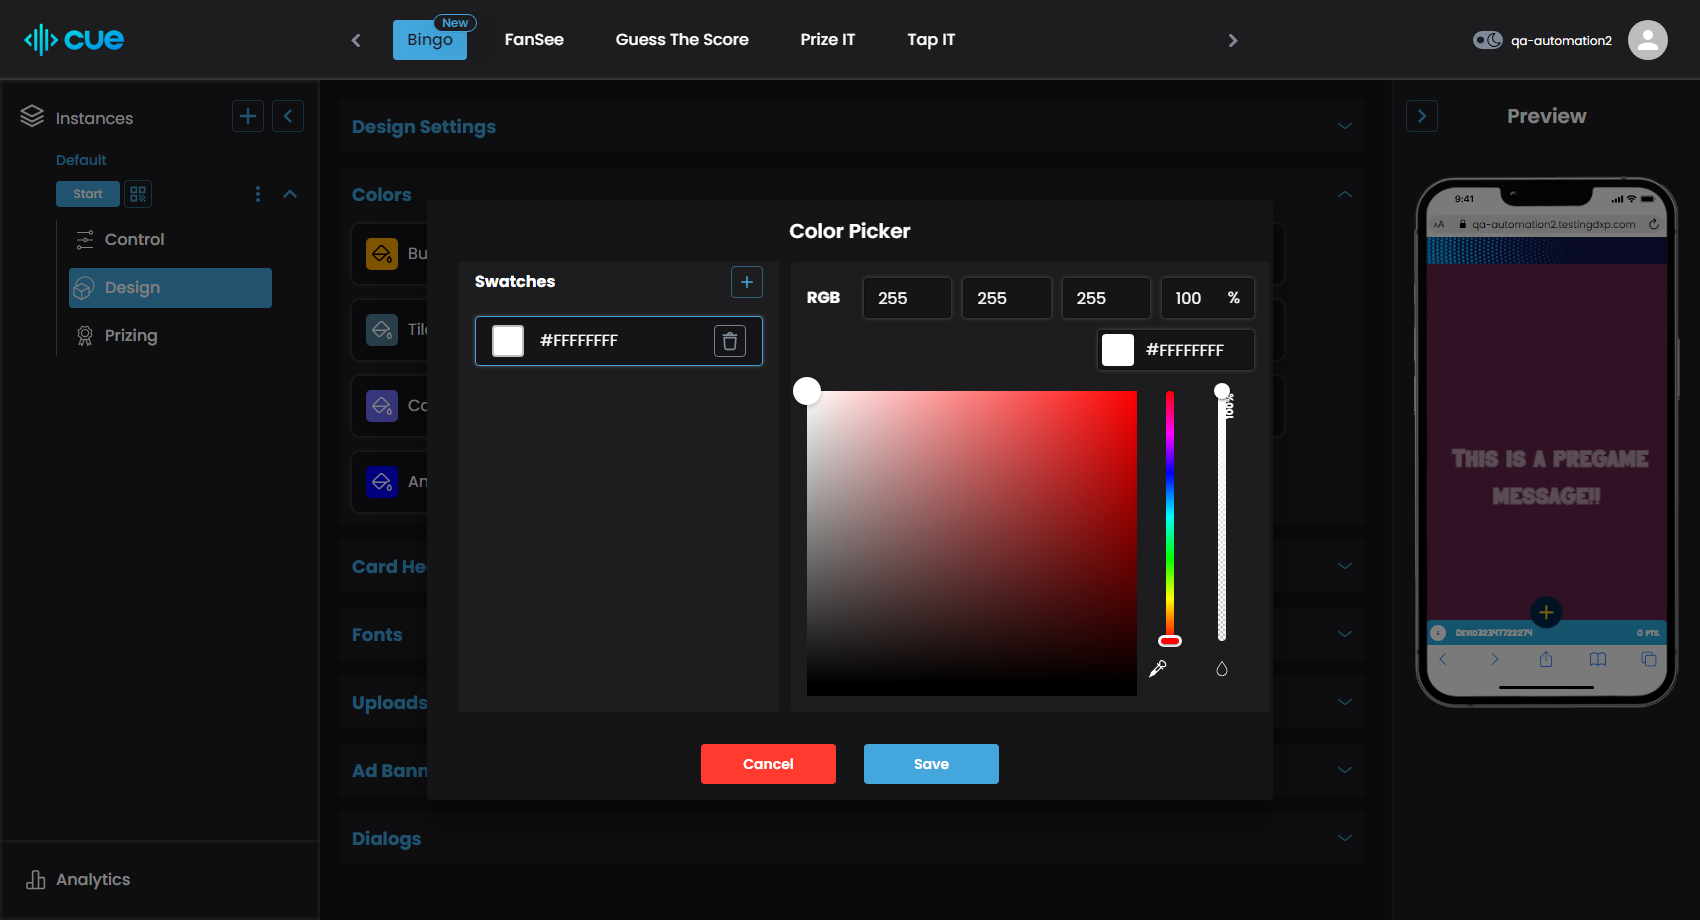 cue
Bingo
New
FanSee
Guess The Score
Prize IT
Tap IT
qa-automation2
Instances
Default
Start
Control
Design
Prizing
Analytics
Design Settings
Colors
Bu
Tile
Ca
An
Card He
Fonts
Uploads
Ad Bann
Dialogs
Color Picker
Swatches
#FFFFFFFF
RGB
255
255
255
100 %
#FFFFFFFF
100%
Cancel
Save
Preview
9:41
AA qa-automation2.testingdxp.com
THIS IS A PREGAME
MESSAGE!!
0 PTS.